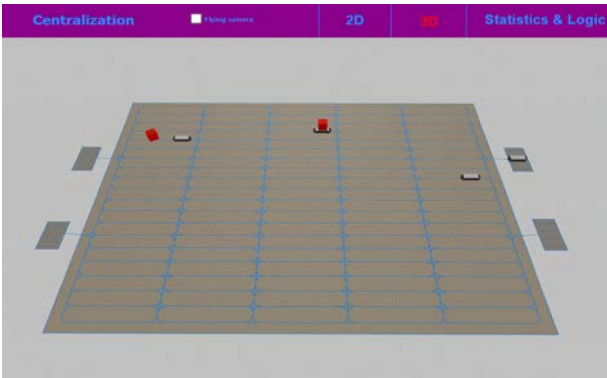 Centralization
Flying camera
2D
3D
Statistics & Logic